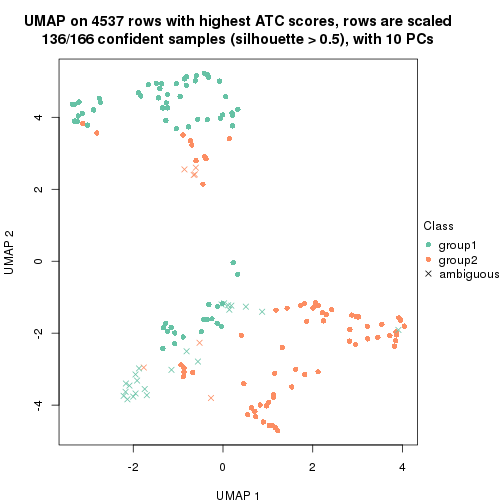 UMAP on 4537 rows with highest ATC scores, rows are scaled
136/166 confident samples (silhouette > 0.5), with 10 PCs
4
2
0
-2
-4
UMAP 2
-2
0
2
4
UMAP 1
Class
group1
group2
ambiguous